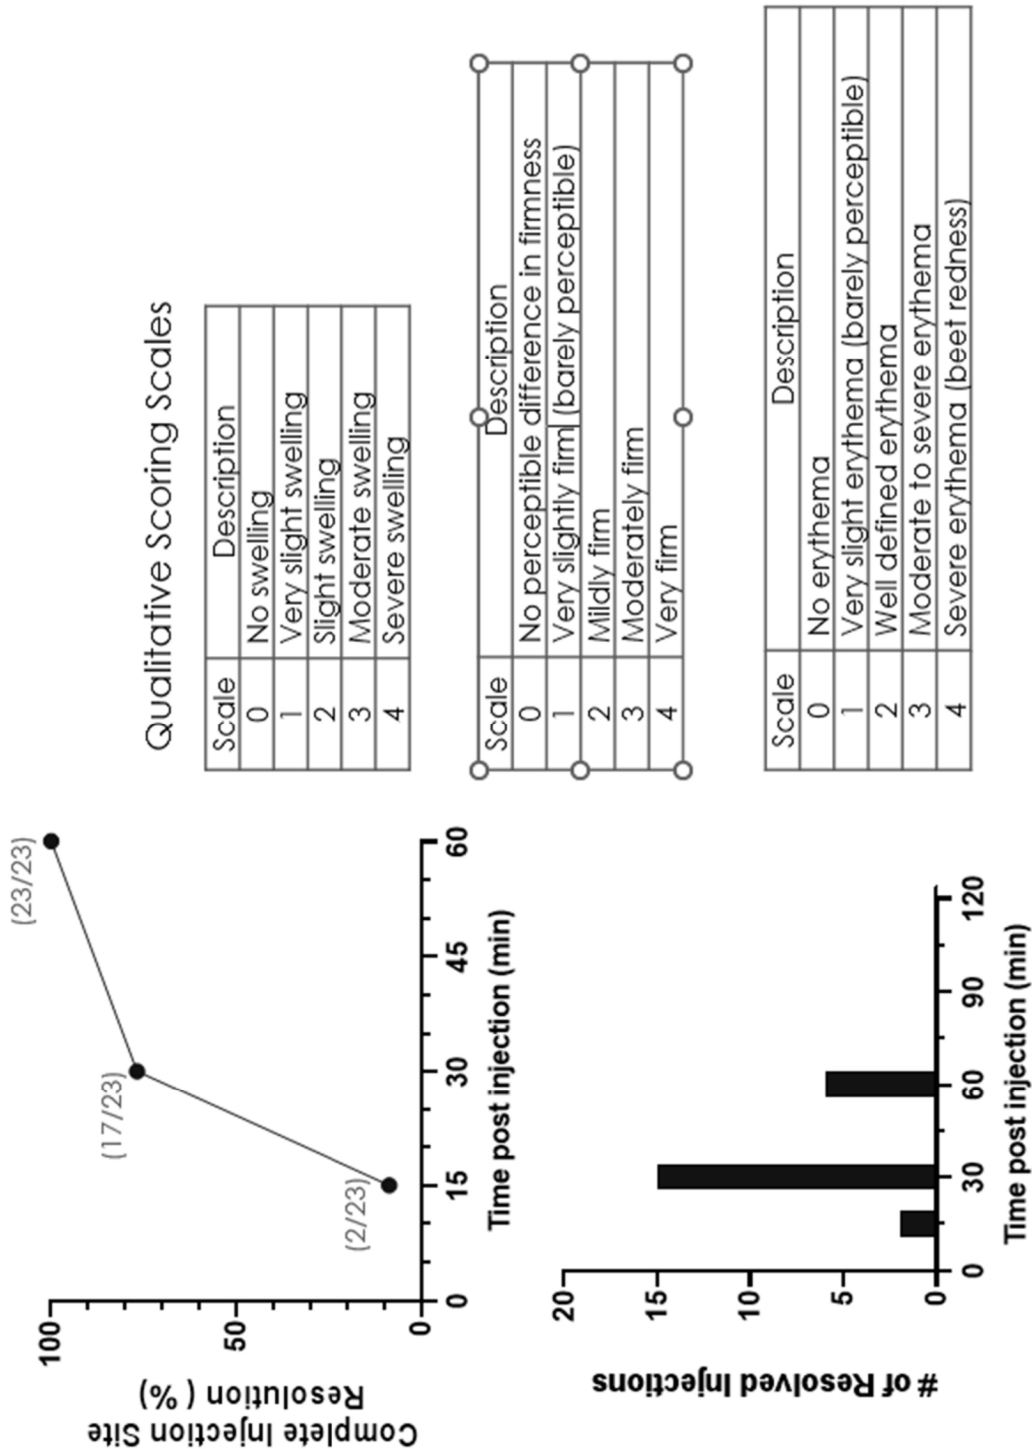 Complete Injection Site
Resolution ( %)
100
50
0
(2/23)
(17/23)
(23/23)
0 15 30 45 60
Time post injection (min)
# of Resolved Injections
20
15
10
5
0
0 30 60 90 120
Time post injection (min)
Qualitative Scoring Scales
Scale Description
0 No swelling
1 Very slight swelling
2 Slight swelling
3 Moderate swelling
4 Severe swelling
Scale Description
0 No perceptible difference in firmness
1 Very slightly firm (barely perceptible)
2 Mildly firm
3 Moderately firm
4 Very firm
Scale Description
0 No erythema
1 Very slight erythema (barely perceptible)
2 Well defined erythema
3 Moderate to severe erythema
4 Severe erythema (beet redness)